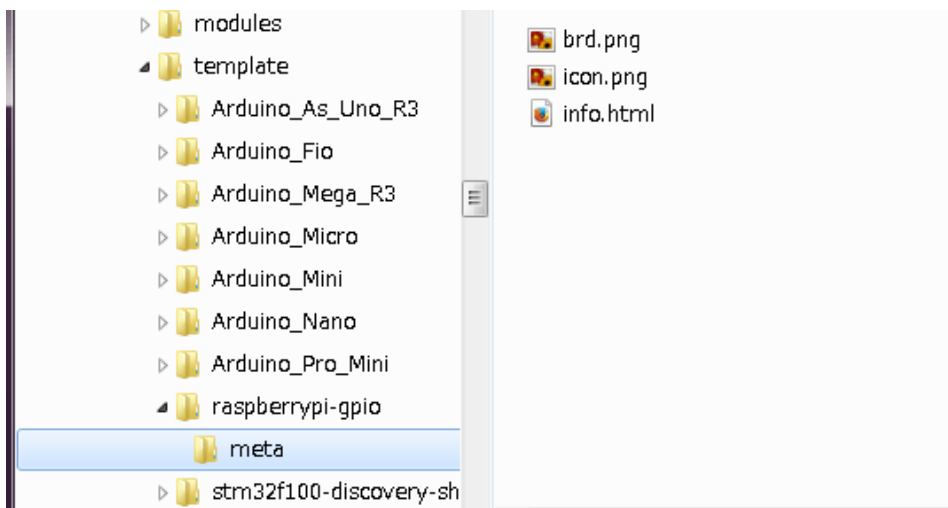 modules
template
Arduino_As_Uno_R3
Arduino_Fio
Arduino_Mega_R3
Arduino_Micro
Arduino_Mini
Arduino_Nano
Arduino_Pro_Mini
raspberrypi-gpio
meta
stm32f100-discovery-sh
brd.png
icon.png
info.html